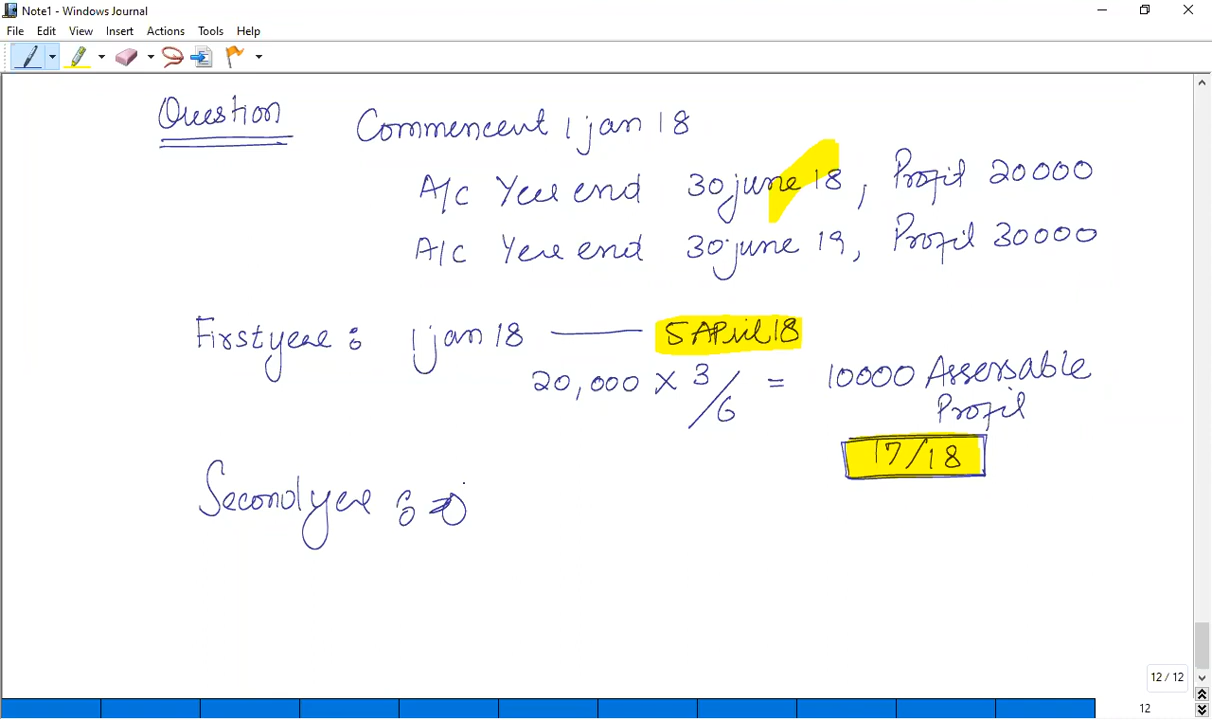 Note1 - Windows Journal
File Edit View Insert Actions Tools Help
Question Commencent 1 jan 18
A/c Year end 30 june 18, Profit 20000
A/c Year end 30 june 19, Profit 30000
First year : 1 jan 18 — 5 April 18
20,000 × 3/6 = 10000 Assessable
Profit
17/18
Second year :
12 / 12
12